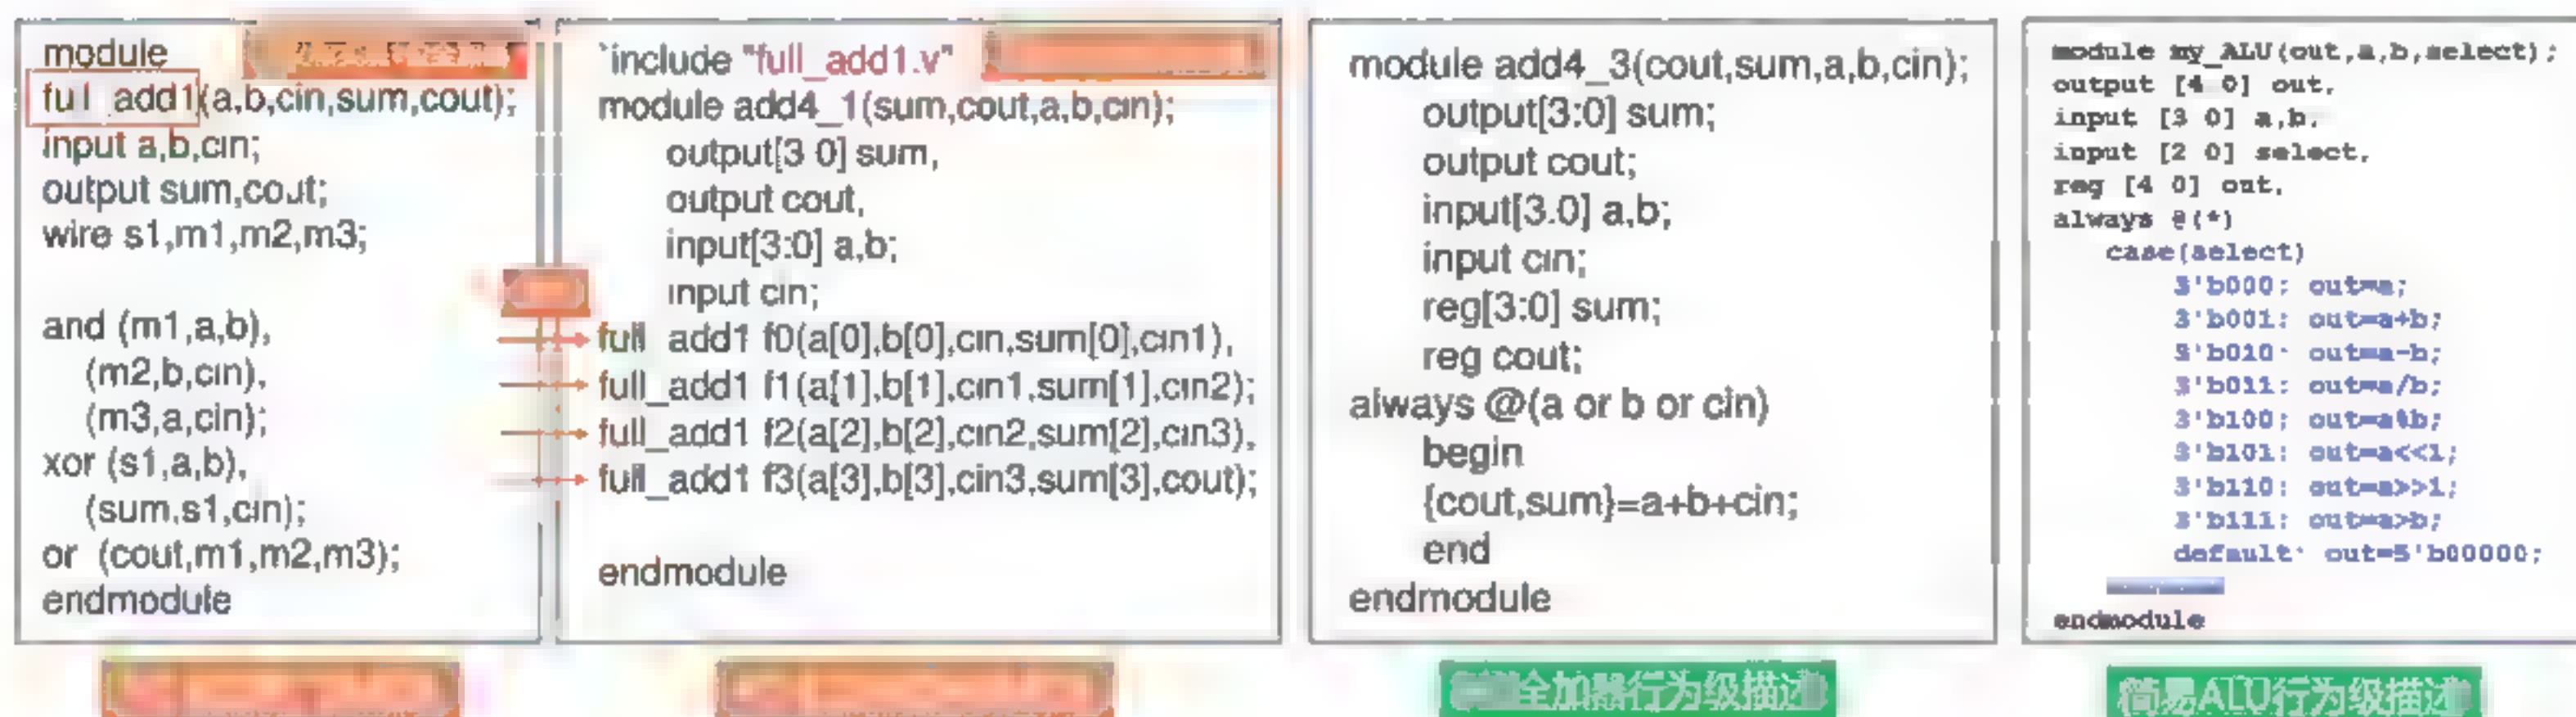 module
ful add1(a,b,cin,sum,cout);
input a,b,cin;
output sum,cout;
wire s1,m1,m2,m3;
and (m1,a,b),
(m2,b,cin),
(m3,a,cin);
xor (s1,a,b),
(sum,s1,cin);
or (cout,m1,m2,m3);
endmodule
`include "full_add1.v"
module add4_1(sum,cout,a,b,cin);
output[3 0] sum,
output cout,
input[3:0] a,b;
input cin;
full add1 f0(a[0],b[0],cin,sum[0],cin1),
full_add1 f1(a[1],b[1],cin1,sum[1],cin2);
full_add1 f2(a[2],b[2],cin2,sum[2],cin3),
full_add1 f3(a[3],b[3],cin3,sum[3],cout);
endmodule
module add4_3(cout,sum,a,b,cin);
output[3:0] sum;
output cout;
input[3.0] a,b;
input cin;
reg[3:0] sum;
reg cout;
always @(a or b or cin)
begin
{cout,sum}=a+b+cin;
end
endmodule
全加器行为级描述
module my_ALU(out,a,b,select);
output [4 0] out,
input [3 0] a,b,
input [2 0] select,
reg [4 0] out,
always @(*)
case(select)
3'b000: out=a;
3'b001: out=a+b;
3'b010: out=a-b;
3'b011: out=a/b;
3'b100: out=a%b;
3'b101: out=a<<1;
3'b110: out=a>>1;
3'b111: out=a>b;
default: out=5'b00000;
endmodule
简易ALU行为级描述